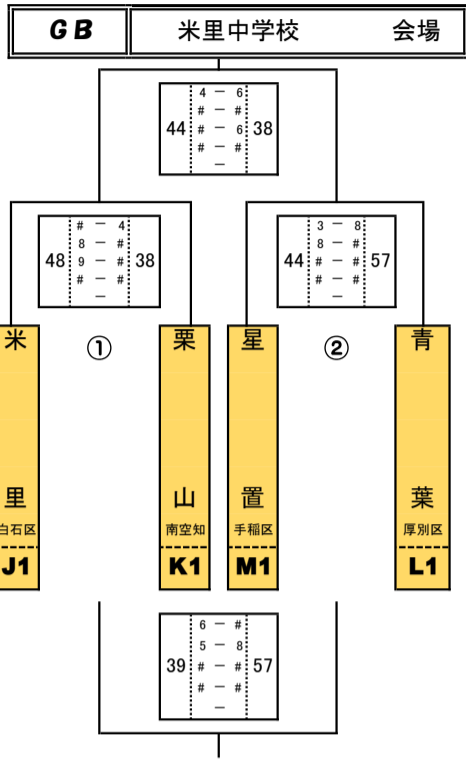 GB 米里中学校 会場
4 － 6
# － #
44 # － 6 38
# － #
－
# － 4
8 － #
48 9 － # 38
# － #
－
3 － 8
8 － #
44 # － # 57
# － #
－
① ②
米里
白石区
J1
栗山
南空知
K1
星置
手稲区
M1
青葉
厚別区
L1
6 － #
5 － 8
39 # － # 57
# － #
－